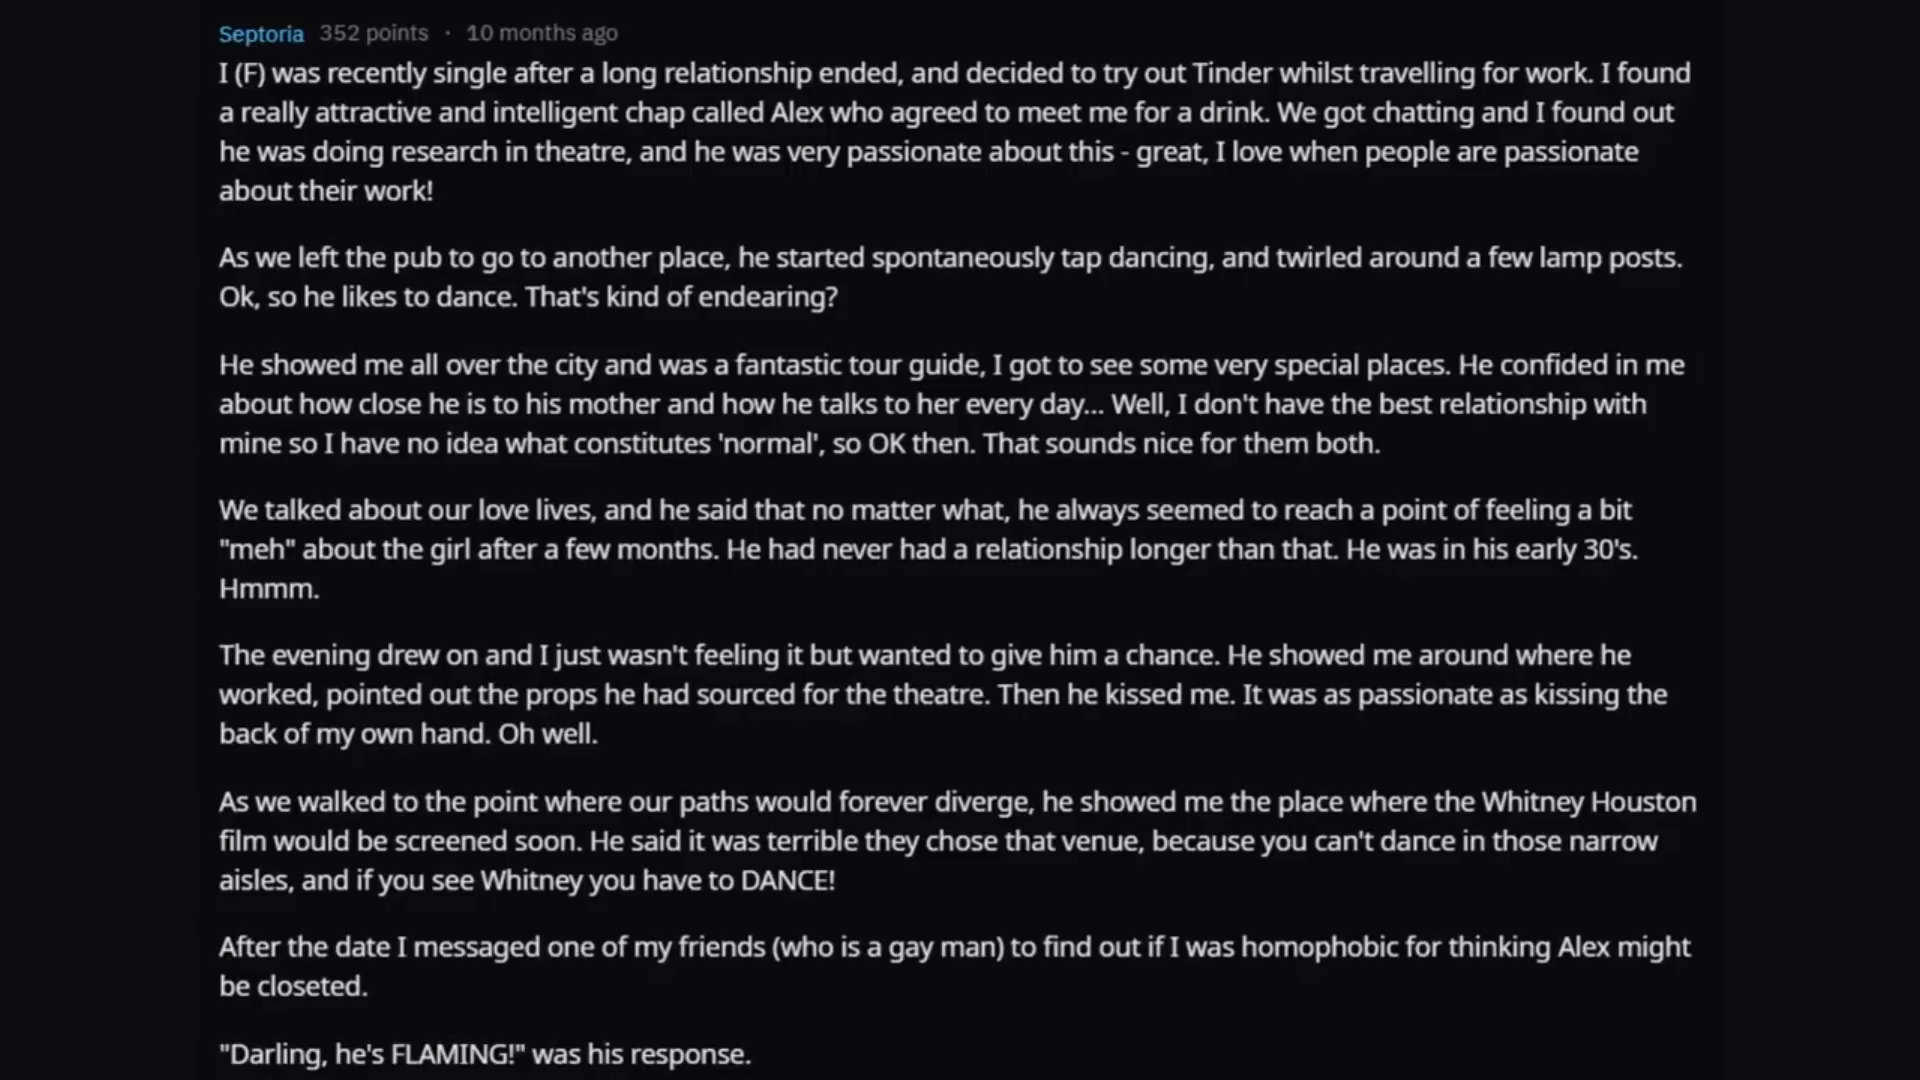 Septoria 352 points · 10 months ago
I (F) was recently single after a long relationship ended, and decided to try out Tinder whilst travelling for work. I found
a really attractive and intelligent chap called Alex who agreed to meet me for a drink. We got chatting and I found out
he was doing research in theatre, and he was very passionate about this - great, I love when people are passionate
about their work!
As we left the pub to go to another place, he started spontaneously tap dancing, and twirled around a few lamp posts.
Ok, so he likes to dance. That's kind of endearing?
He showed me all over the city and was a fantastic tour guide, I got to see some very special places. He confided in me
about how close he is to his mother and how he talks to her every day... Well, I don't have the best relationship with
mine so I have no idea what constitutes 'normal', so OK then. That sounds nice for them both.
We talked about our love lives, and he said that no matter what, he always seemed to reach a point of feeling a bit
"meh" about the girl after a few months. He had never had a relationship longer than that. He was in his early 30's.
Hmmm.
The evening drew on and I just wasn't feeling it but wanted to give him a chance. He showed me around where he
worked, pointed out the props he had sourced for the theatre. Then he kissed me. It was as passionate as kissing the
back of my own hand. Oh well.
As we walked to the point where our paths would forever diverge, he showed me the place where the Whitney Houston
film would be screened soon. He said it was terrible they chose that venue, because you can't dance in those narrow
aisles, and if you see Whitney you have to DANCE!
After the date I messaged one of my friends (who is a gay man) to find out if I was homophobic for thinking Alex might
be closeted.
"Darling, he's FLAMING!" was his response.